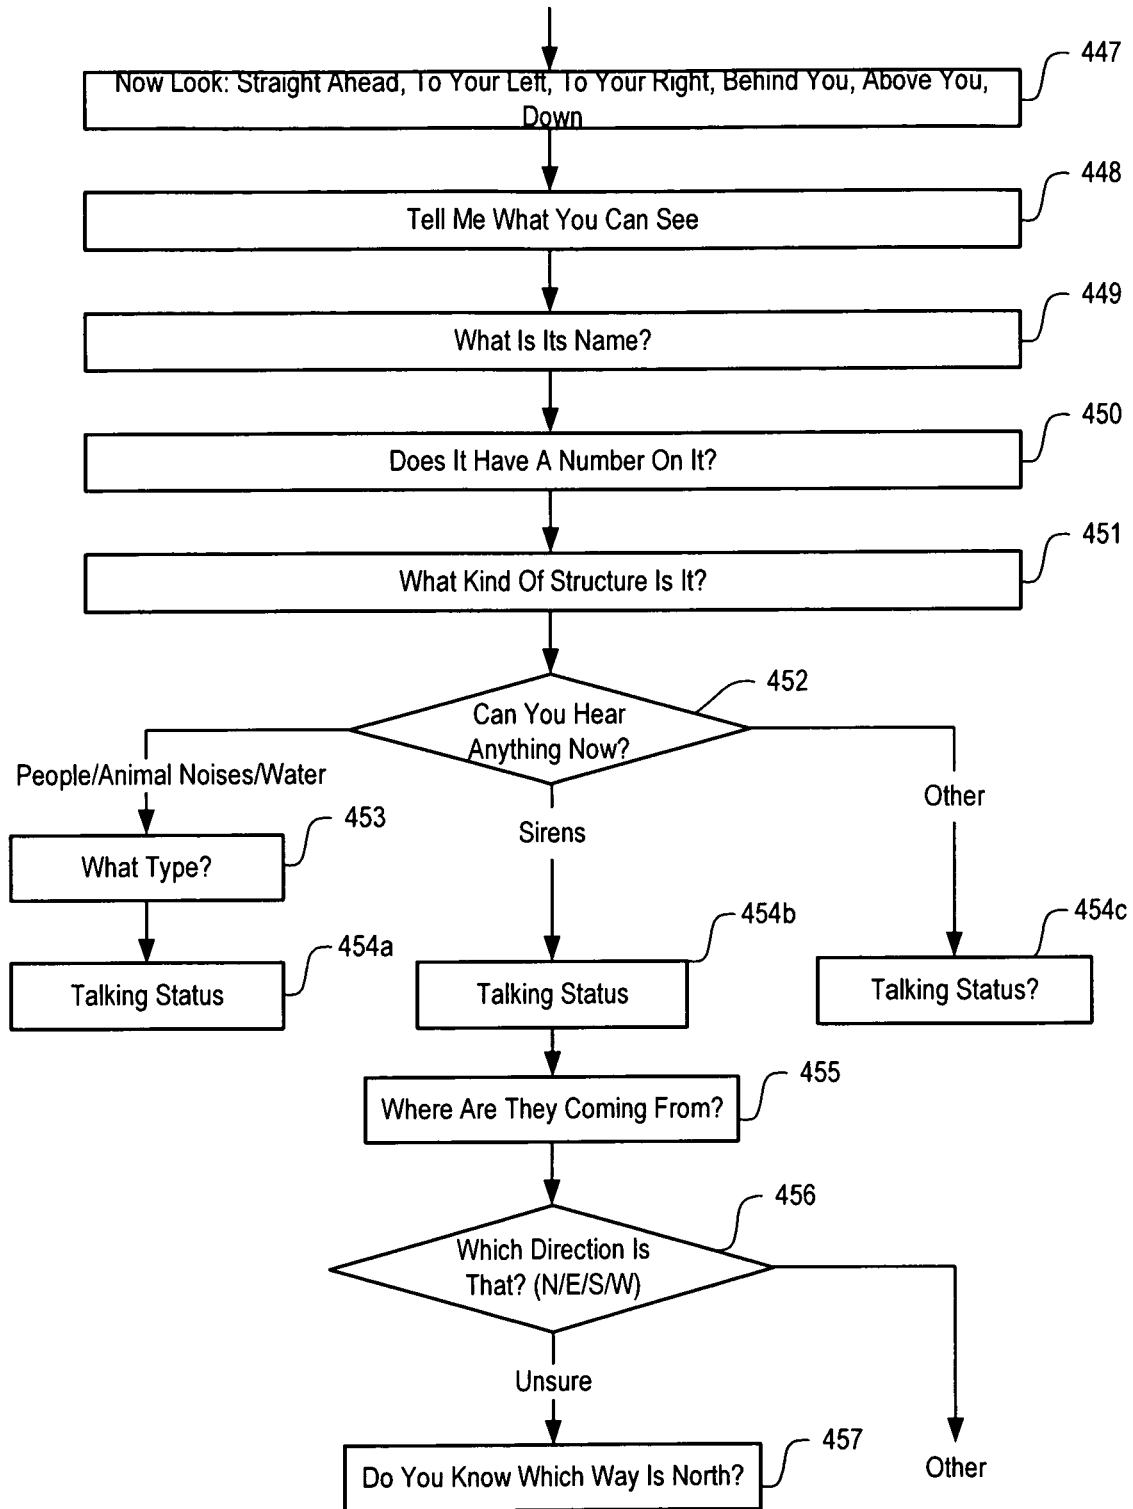 447
Now Look: Straight Ahead, To Your Left, To Your Right, Behind You, Above You,
Down
448
Tell Me What You Can See
449
What Is Its Name?
450
Does It Have A Number On It?
451
What Kind Of Structure Is It?
452
Can You Hear
Anything Now?
People/Animal Noises/Water
Other
453
Sirens
What Type?
454a
454b
454c
Talking Status
Talking Status
Talking Status?
455
Where Are They Coming From?
456
Which Direction Is
That? (N/E/S/W)
Unsure
457
Do You Know Which Way Is North?
Other